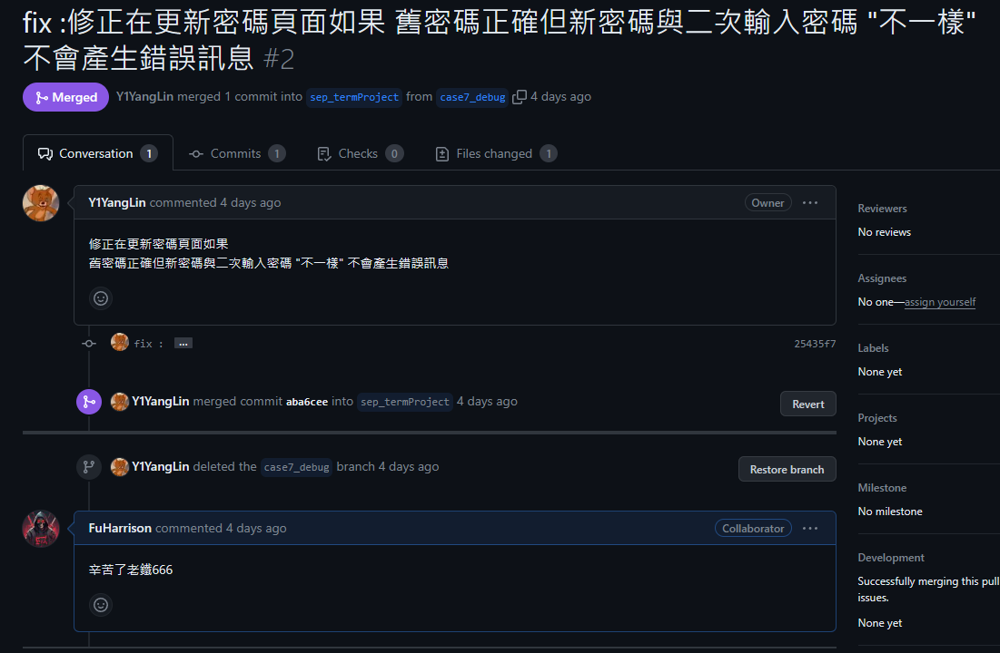 fix :修正在更新密碼頁面如果 舊密碼正確但新密碼與二次輸入密碼 "不一樣"
不會產生錯誤訊息 #2
Merged Y1YangLin merged 1 commit into sep_termProject from case7_debug 4 days ago
Conversation 1 Commits 1 Checks 0 Files changed 1
Y1YangLin commented 4 days ago Owner ...
修正在更新密碼頁面如果
舊密碼正確但新密碼與二次輸入密碼 "不一樣" 不會產生錯誤訊息
fix : ... 25435f7
Y1YangLin merged commit aba6cee into sep_termProject 4 days ago Revert
Y1YangLin deleted the case7_debug branch 4 days ago Restore branch
FuHarrison commented 4 days ago Collaborator ...
辛苦了老鐵666
Reviewers
No reviews
Assignees
No one—assign yourself
Labels
None yet
Projects
None yet
Milestone
No milestone
Development
Successfully merging this pull
issues.
None yet